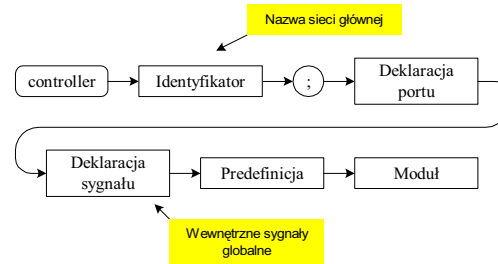 Nazwa sieci głównej
controller
Identyfikator
;
Deklaracja
portu
Deklaracja
sygnału
Predefinicja
Moduł
Wewnętrzne sygnały
globalne